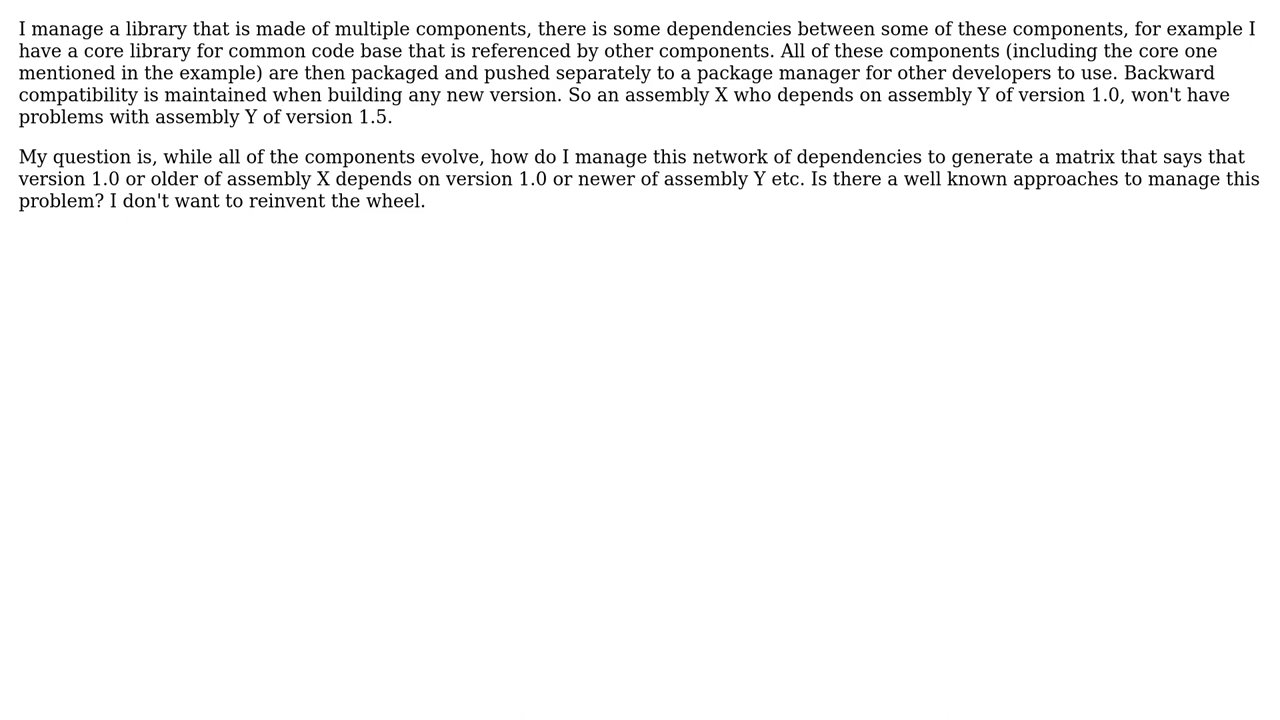 I manage a library that is made of multiple components, there is some dependencies between some of these components, for example I
have a core library for common code base that is referenced by other components. All of these components (including the core one
mentioned in the example) are then packaged and pushed separately to a package manager for other developers to use. Backward
compatibility is maintained when building any new version. So an assembly X who depends on assembly Y of version 1.0, won't have
problems with assembly Y of version 1.5.
My question is, while all of the components evolve, how do I manage this network of dependencies to generate a matrix that says that
version 1.0 or older of assembly X depends on version 1.0 or newer of assembly Y etc. Is there a well known approaches to manage this
problem? I don't want to reinvent the wheel.